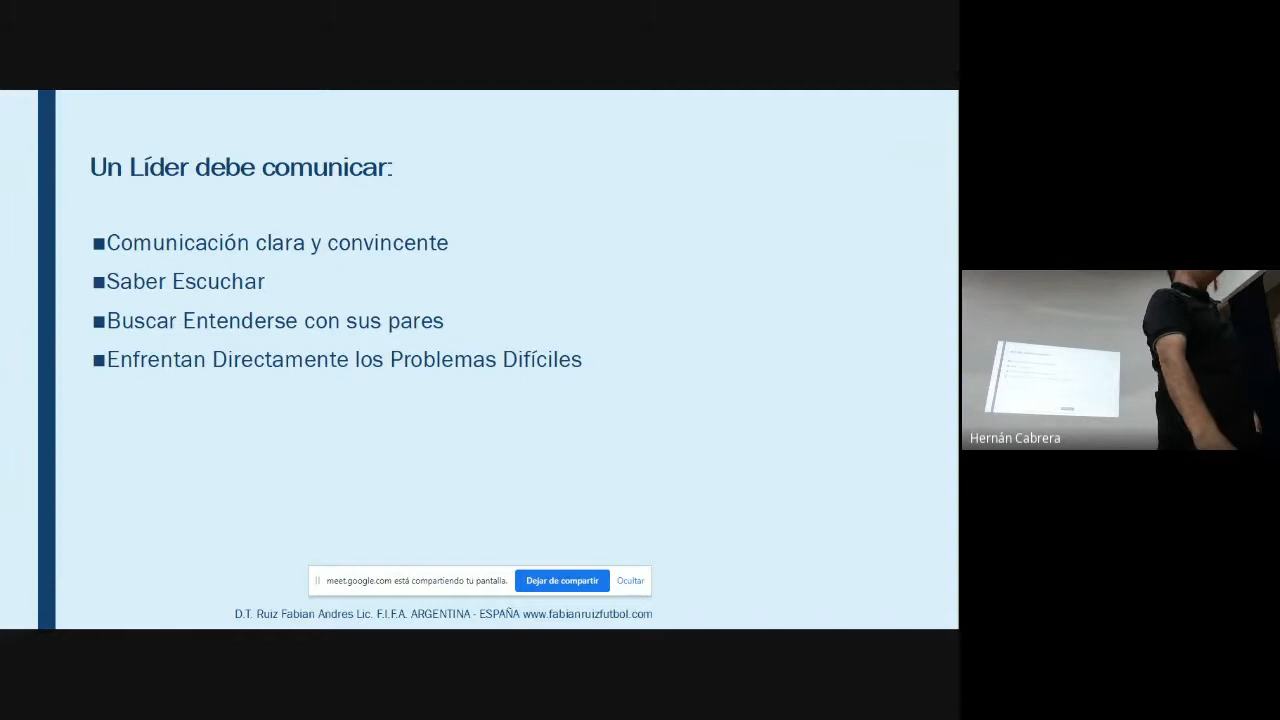 Un Líder debe comunicar:
■Comunicación clara y convincente
■Saber Escuchar
■Buscar Entenderse con sus pares
■Enfrentan Directamente los Problemas Difíciles
meet.google.com está compartiendo tu pantalla.
Dejar de compartir
Ocultar
D.T. Ruiz Fabian Andres Lic. F.I.F.A. ARGENTINA - ESPAÑA www.fabianruizfutbol.com
Hernán Cabrera